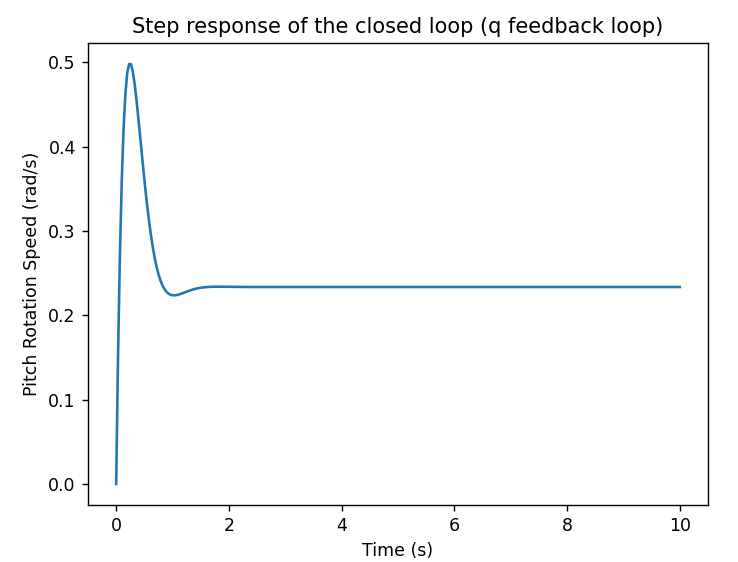 Step response of the closed loop (q feedback loop)
Pitch Rotation Speed (rad/s)
0.5
0.4
0.3
0.2
0.1
0.0
0 2 4 6 8 10
Time (s)